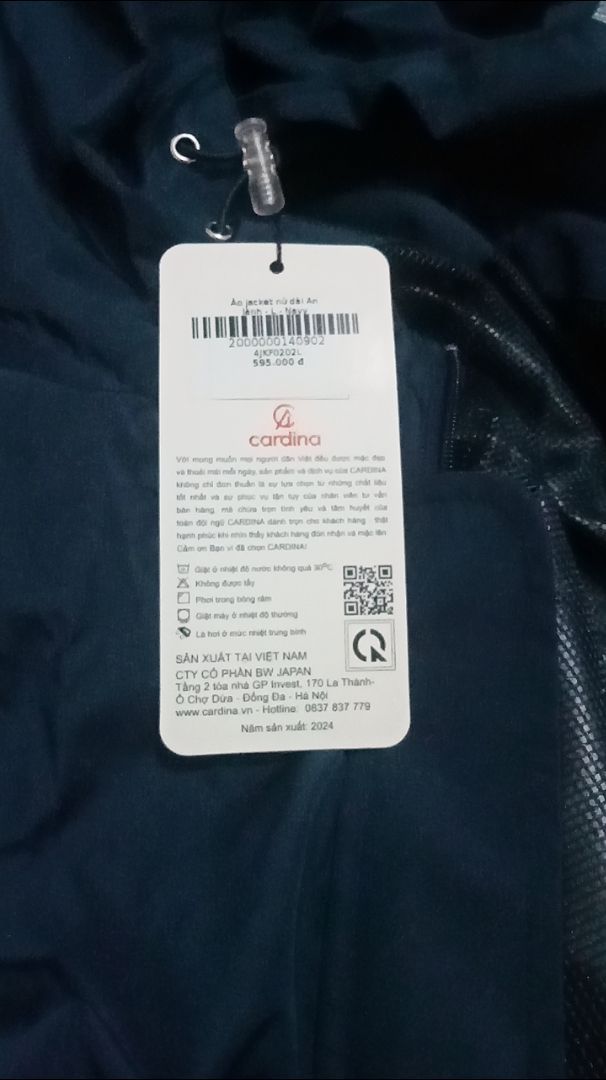 Áo jacket nữ dài An
lành - L - Navy
2000000140902
4JKF0202L
595.000 đ
cardina
Với mong muốn mọi người dân Việt đều được mặc đẹp
và thoải mái mỗi ngày, sản phẩm và dịch vụ của CARDINA
không chỉ đơn thuần là sự lựa chọn từ những chất liệu
tốt nhất và sự phục vụ tận tụy của nhân viên tư vấn
bán hàng, mà chứa trọn tình yêu và tâm huyết của
toàn đội ngũ CARDINA dành trọn cho khách hàng, thật
hạnh phúc khi nhìn thấy khách hàng đón nhận và mặc lên.
Cảm ơn Bạn vì đã chọn CARDINA!
Giặt ở nhiệt độ nước không quá 30⁰C
Không được tẩy
Phơi trong bóng râm
Giặt máy ở nhiệt độ thường
Là hơi ở mức nhiệt trung bình
SẢN XUẤT TẠI VIỆT NAM
CTY CỔ PHẦN BW JAPAN
Tầng 2 tòa nhà GP Invest, 170 La Thành-
Ô Chợ Dừa - Đống Đa - Hà Nội
www.cardina.vn - Hotline: 0837 837 779
Năm sản xuất: 2024